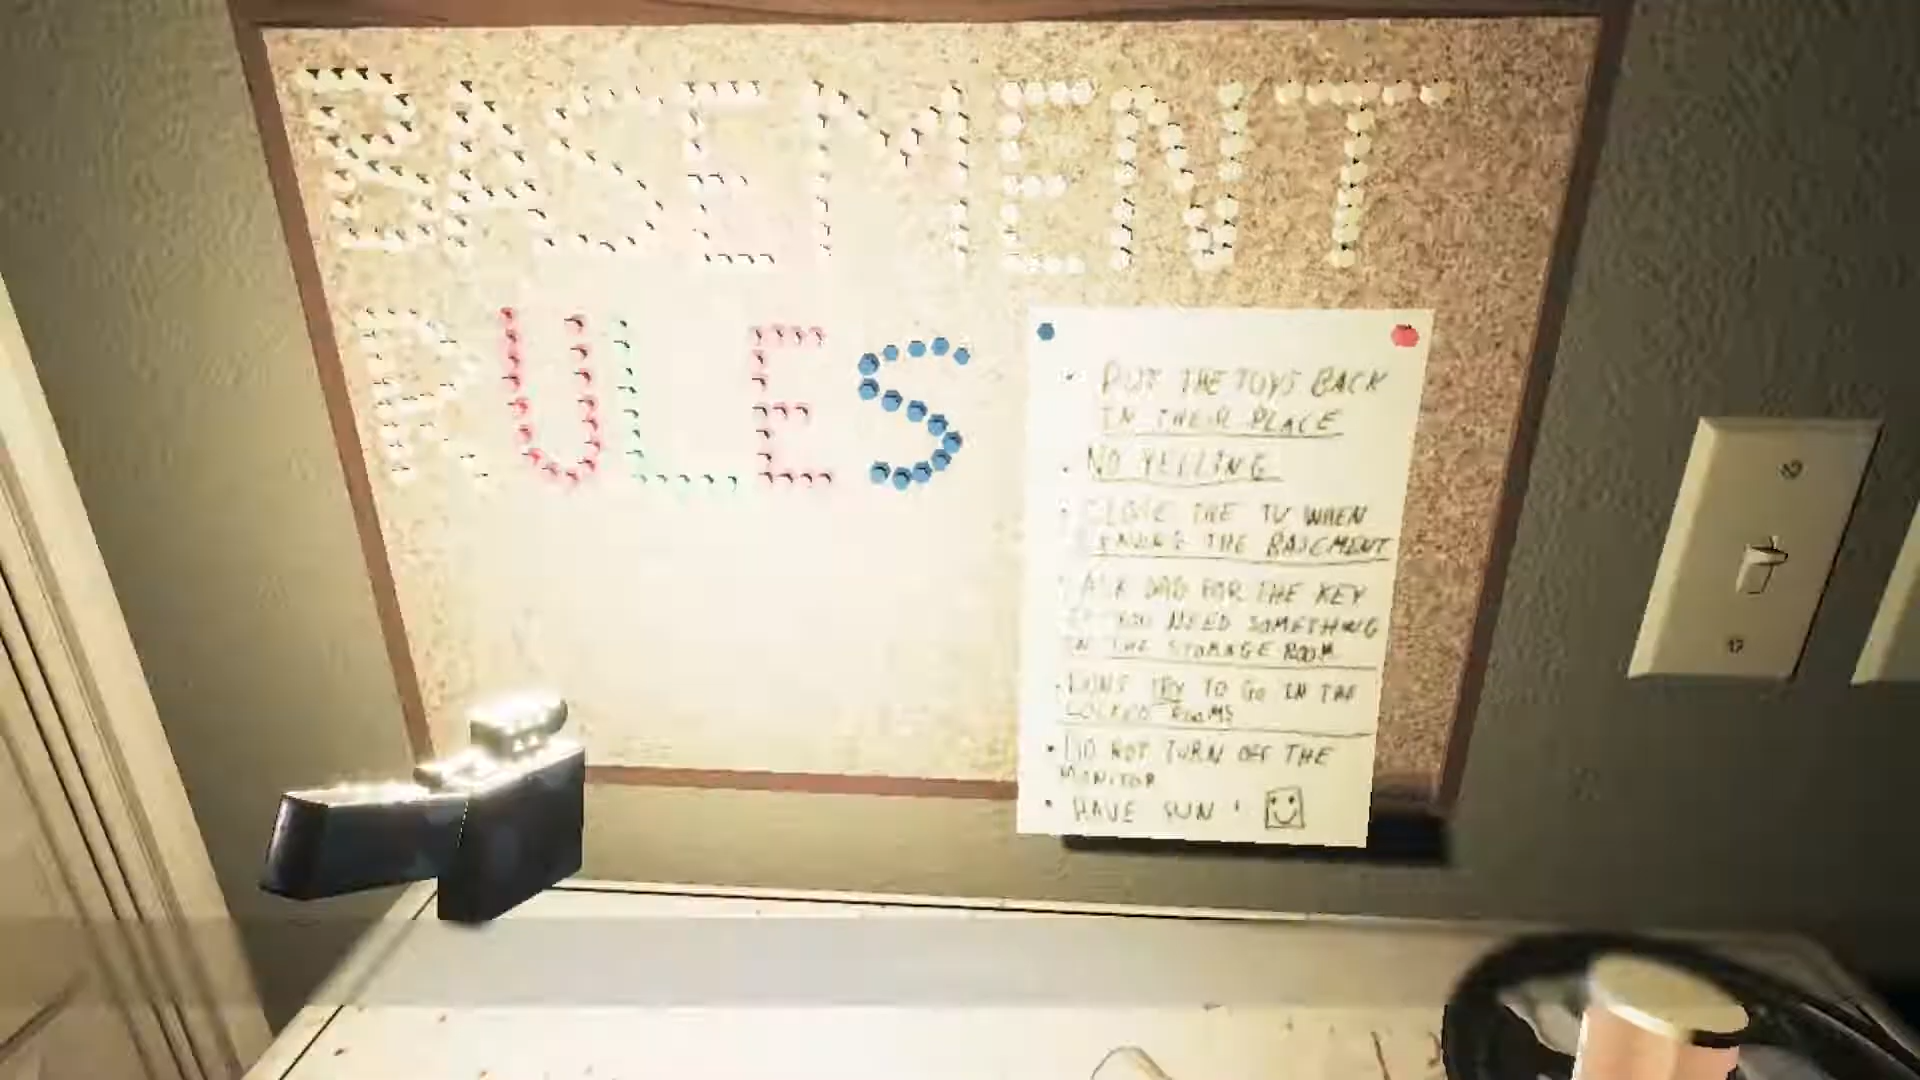 BASEMENT
RULES
• PUT THE TOYS BACK
IN THEIR PLACE
• NO YELLING
• CLOSE THE TV WHEN
THE BASEMENT
• ASK DAD FOR THE KEY
IF YOU NEED SOMETHING
IN THE STORAGE ROOM
• DONT TRY TO GO IN THE
LOCKED ROOMS
• DO NOT TURN OFF THE
MONITOR
• HAVE FUN !